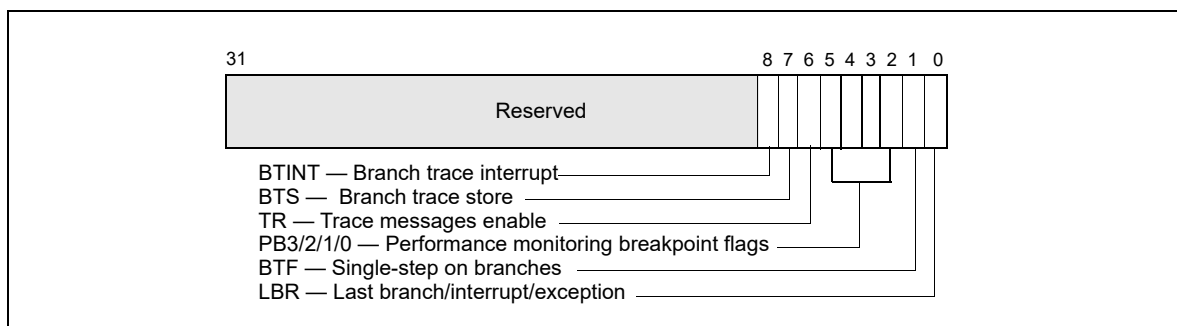 31 8 7 6 5 4 3 2 1 0
Reserved
BTINT — Branch trace interrupt
BTS — Branch trace store
TR — Trace messages enable
PB3/2/1/0 — Performance monitoring breakpoint flags
BTF — Single-step on branches
LBR — Last branch/interrupt/exception